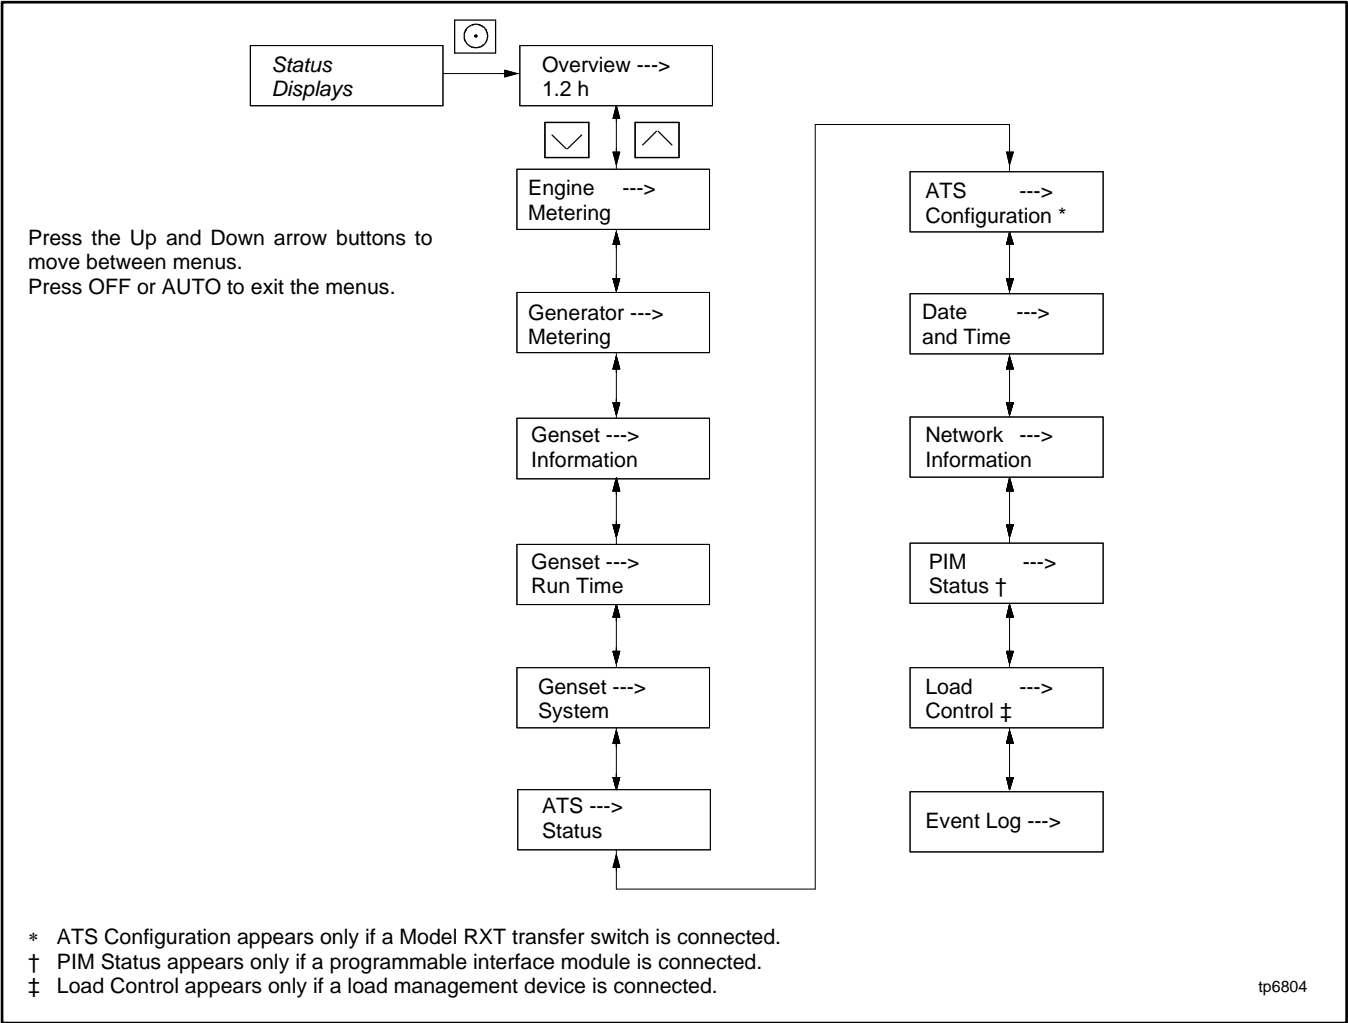 Status
Displays
Overview --->
1.2 h
Engine --->
Metering
Press the Up and Down arrow buttons to
move between menus.
Press OFF or AUTO to exit the menus.
Generator --->
Metering
Genset --->
Information
Genset --->
Run Time
Genset --->
System
ATS --->
Status
ATS --->
Configuration *
Date --->
and Time
Network --->
Information
PIM --->
Status †
Load --->
Control ‡
Event Log --->
* ATS Configuration appears only if a Model RXT transfer switch is connected.
† PIM Status appears only if a programmable interface module is connected.
‡ Load Control appears only if a load management device is connected.
tp6804